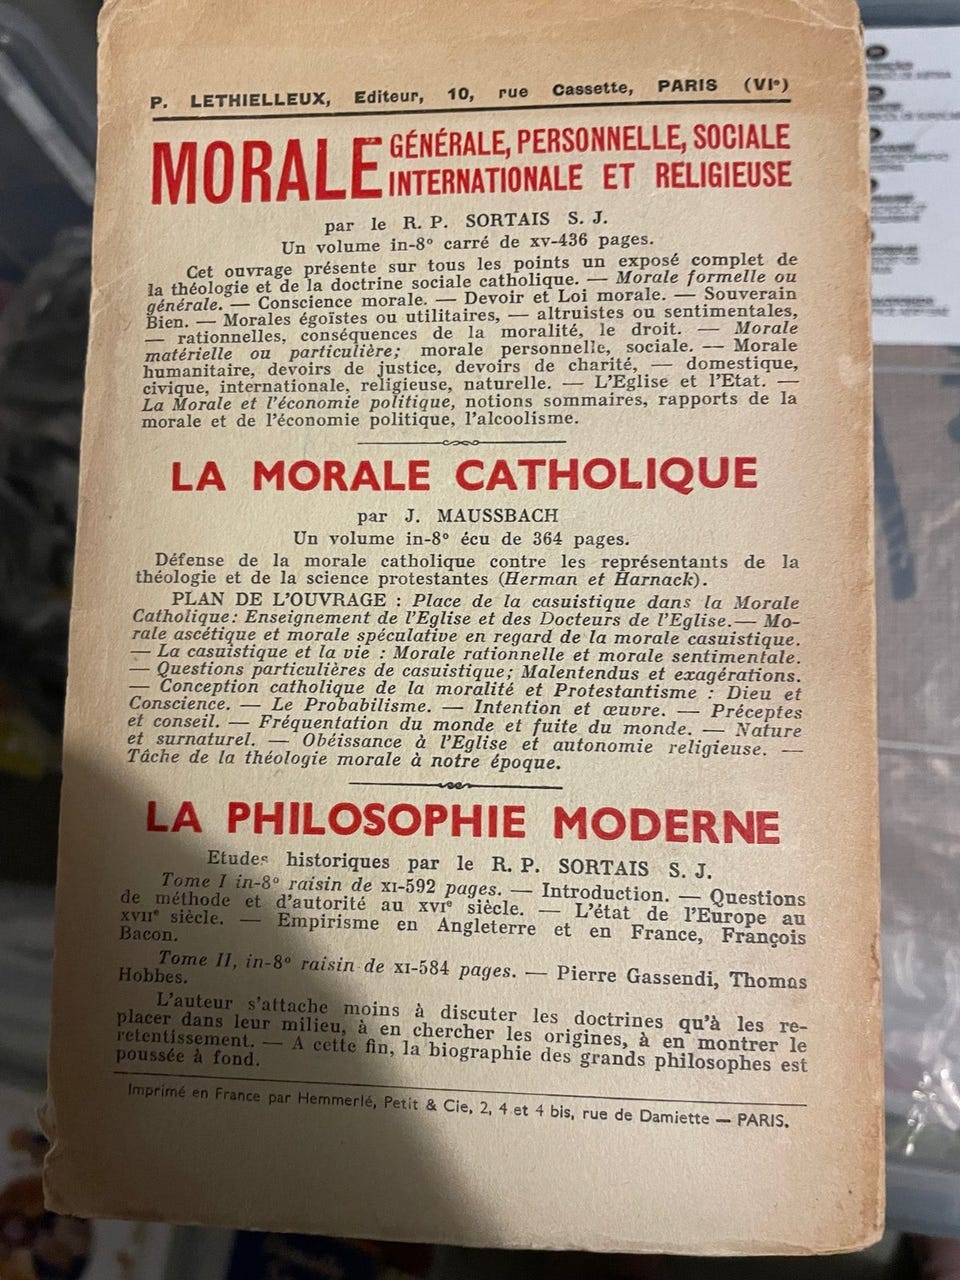 P. LETHIELLEUX, Editeur, 10, rue Cassette, PARIS (VIe)
MORALE GÉNÉRALE, PERSONNELLE, SOCIALE
INTERNATIONALE ET RELIGIEUSE
par le R. P. SORTAIS S. J.
Un volume in-8° carré de XV-436 pages.
Cet ouvrage présente sur tous les points un exposé complet de
la théologie et de la doctrine sociale catholique. — Morale formelle ou
générale. — Conscience morale. — Devoir et Loi morale. — Souverain
Bien. — Morales égoïstes ou utilitaires, — altruistes ou sentimentales,
— rationnelles, conséquences de la moralité, le droit. — Morale
matérielle ou particulière; morale personnelle, sociale. — Morale
humanitaire, devoirs de justice, devoirs de charité, — domestique,
civique, internationale, religieuse, naturelle. — L'Eglise et l'Etat. —
La Morale et l'économie politique, notions sommaires, rapports de la
morale et de l'économie politique, l'alcoolisme.
LA MORALE CATHOLIQUE
par J. MAUSSBACH
Un volume in-8° écu de 364 pages.
Défense de la morale catholique contre les représentants de la
théologie et de la science protestantes (Herman et Harnack).
PLAN DE L'OUVRAGE : Place de la casuistique dans la Morale
Catholique: Enseignement de l'Eglise et des Docteurs de l'Eglise.— Mo-
rale ascétique et morale spéculative en regard de la morale casuistique.
— La casuistique et la vie : Morale rationnelle et morale sentimentale.
— Questions particulières de casuistique; Malentendus et exagérations.
— Conception catholique de la moralité et Protestantisme : Dieu et
Conscience. — Le Probabilisme. — Intention et œuvre. — Préceptes
et conseil. — Fréquentation du monde et fuite du monde. — Nature
et surnaturel. — Obéissance à l'Eglise et autonomie religieuse. —
Tâche de la théologie morale à notre époque.
LA PHILOSOPHIE MODERNE
Etudes historiques par le R. P. SORTAIS S. J.
Tome I in-8° raisin de XI-592 pages. — Introduction. — Questions
de méthode et d'autorité au XVIe siècle. — L'état de l'Europe au
XVIIe siècle. — Empirisme en Angleterre et en France, François
Bacon.
Tome II, in-8° raisin de XI-584 pages. — Pierre Gassendi, Thomas
Hobbes.
L'auteur s'attache moins à discuter les doctrines qu'à les re-
placer dans leur milieu, à en chercher les origines, à en montrer le
retentissement. — A cette fin, la biographie des grands philosophes est
poussée à fond.
Imprimé en France par Hemmerlé, Petit & Cie, 2, 4 et 4 bis, rue de Damiette — PARIS.